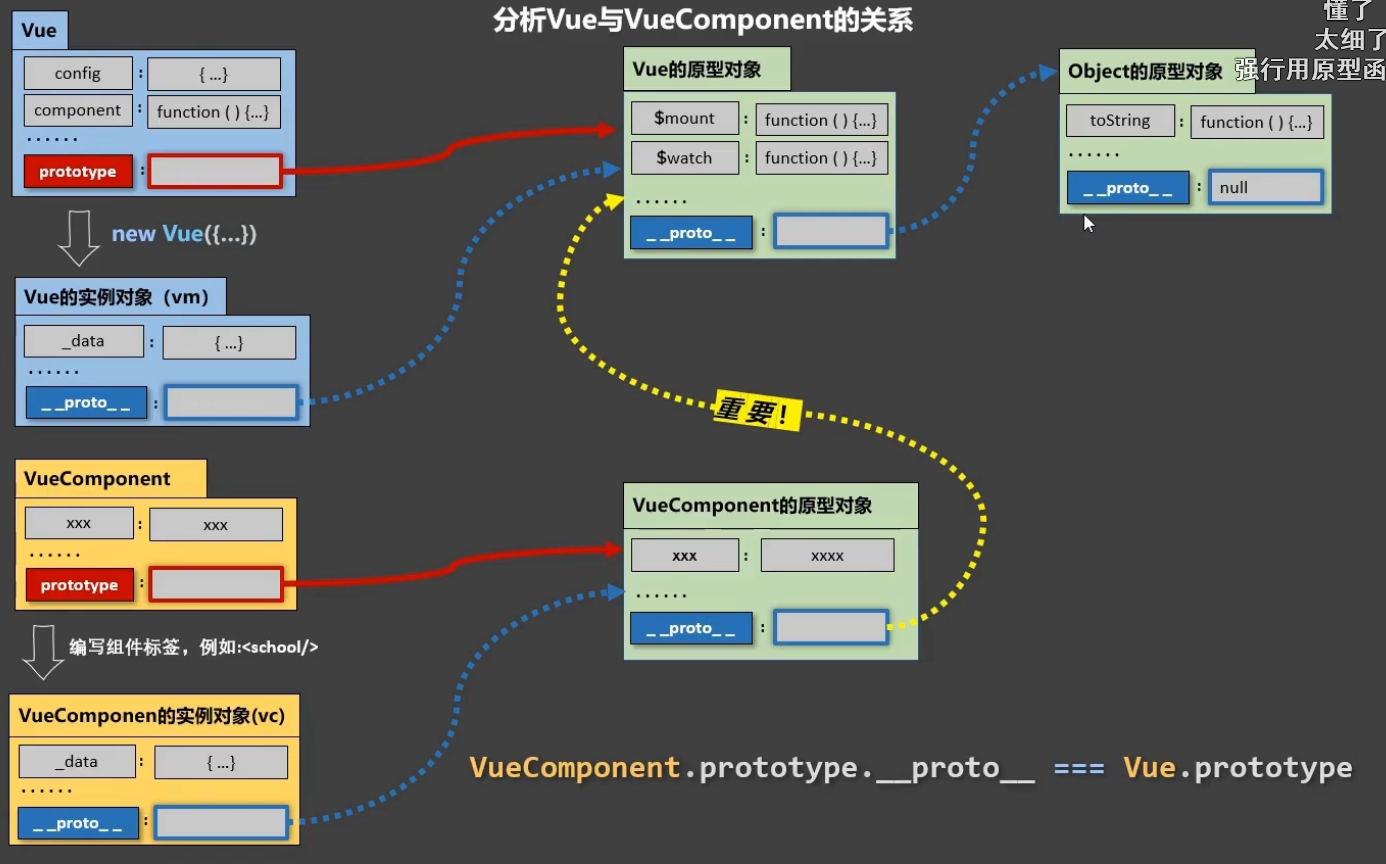 分析Vue与VueComponent的关系
懂了
太细了
强行用原型函
Vue
config : { ...}
component : function ( ) {...}
......
prototype :
new Vue({...})
Vue的实例对象（vm）
_data : { ...}
......
_ _proto_ _ :
VueComponent
xxx : xxx
......
prototype :
编写组件标签，例如:<school/>
VueComponen的实例对象(vc)
_data : { ...}
......
_ _proto_ _ :
Vue的原型对象
$mount : function ( ) {...}
$watch : function ( ) {...}
......
_ _proto_ _ :
重要！
VueComponent的原型对象
xxx : xxxx
......
_ _proto_ _ :
Object的原型对象
toString : function ( ) {...}
......
_ _proto_ _ : null
VueComponent.prototype.__proto__ === Vue.prototype